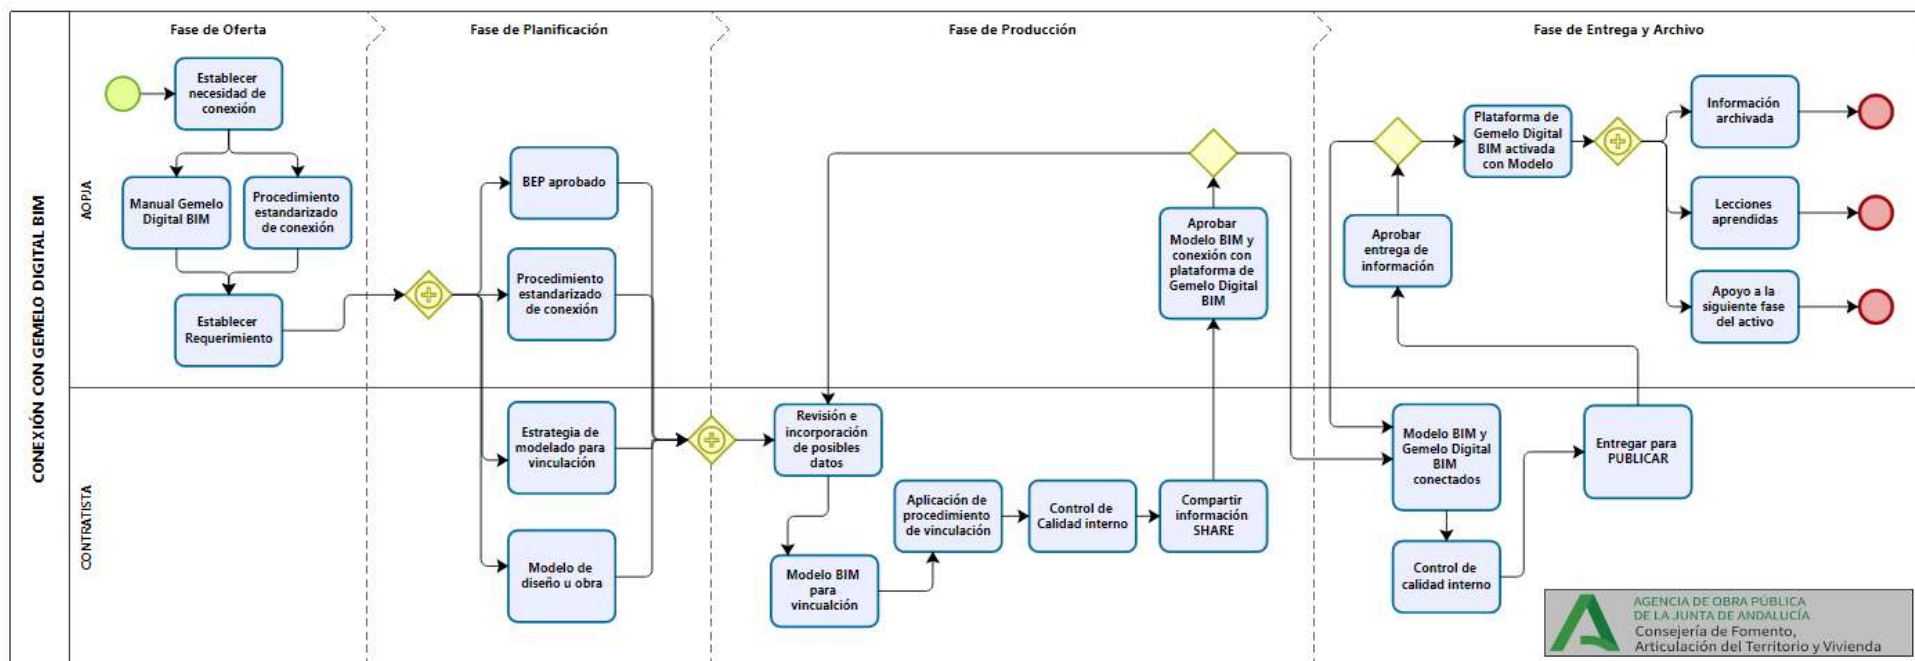 CONEXIÓN CON GEMELO DIGITAL BIM
AOPJA
CONTRATISTA
Fase de Oferta
Fase de Planificación
Fase de Producción
Fase de Entrega y Archivo
Establecer
necesidad de
conexión
Manual Gemelo
Digital BIM
Procedimiento
estandarizado
de conexión
Establecer
Requerimiento
BEP aprobado
Procedimiento
estandarizado
de conexión
Estrategia de
modelado para
vinculación
Modelo de
diseño u obra
Revisión e
incorporación
de posibles
datos
Modelo BIM
para
vincualción
Aplicación de
procedimiento
de vinculación
Control de
Calidad interno
Compartir
información
SHARE
Aprobar
Modelo BIM y
conexión con
plataforma de
Gemelo Digital
BIM
Modelo BIM y
Gemelo Digital
BIM
conectados
Control de
calidad interno
Entregar para
PUBLICAR
Aprobar
entrega de
información
Plataforma de
Gemelo Digital
BIM activada
con Modelo
Información
archivada
Lecciones
aprendidas
Apoyo a la
siguiente fase
del activo
AGENCIA DE OBRA PÚBLICA
DE LA JUNTA DE ANDALUCÍA
Consejería de Fomento,
Articulación del Territorio y Vivienda